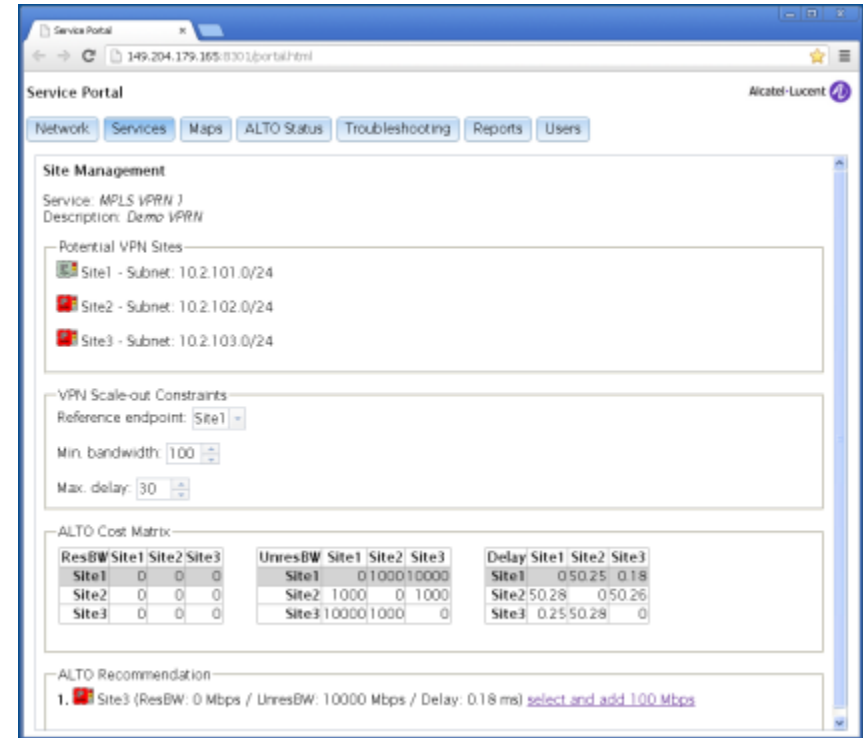 Service Portal
149.204.179.165:8301/portal.html
Service Portal
Alcatel-Lucent
Network Services Maps ALTO Status Troubleshooting Reports Users
Site Management
Service: MPLS VPRN 1
Description: Demo VPRN
Potential VPN Sites
Site1 - Subnet: 10.2.101.0/24
Site2 - Subnet: 10.2.102.0/24
Site3 - Subnet: 10.2.103.0/24
VPN Scale-out Constraints
Reference endpoint: Site1
Min. bandwidth: 100
Max. delay: 30
ALTO Cost Matrix
ResBW Site1 Site2 Site3 UnresBW Site1 Site2 Site3 Delay Site1 Site2 Site3
Site1 0 0 0 Site1 0 1000 10000 Site1 0 50.25 0.18
Site2 0 0 0 Site2 1000 0 1000 Site2 50.28 0 50.26
Site3 0 0 0 Site3 10000 1000 0 Site3 0.25 50.28 0
ALTO Recommendation
1. Site3 (ResBW: 0 Mbps / UnresBW: 10000 Mbps / Delay: 0.18 ms) select and add 100 Mbps